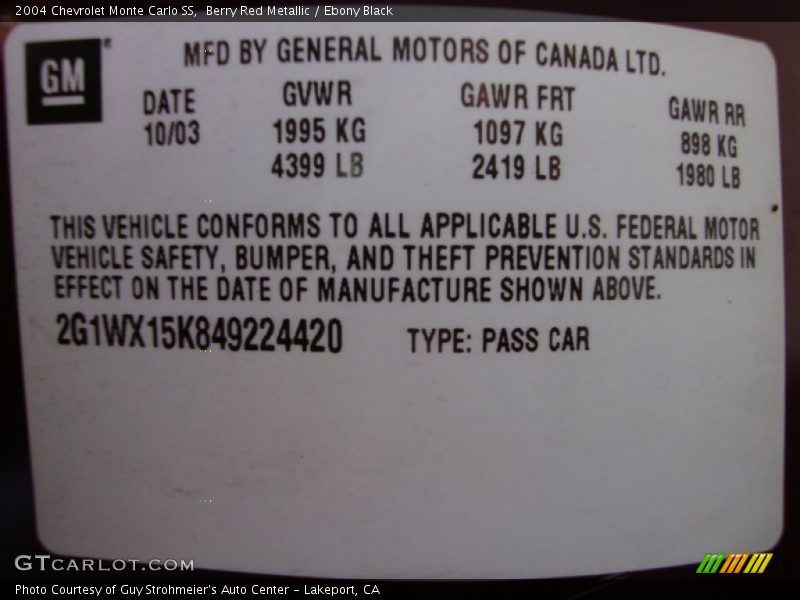 2004 Chevrolet Monte Carlo SS, Berry Red Metallic / Ebony Black
GM
MFD BY GENERAL MOTORS OF CANADA LTD.
DATE GVWR GAWR FRT GAWR RR
10/03 1995 KG 1097 KG 898 KG
4399 LB 2419 LB 1980 LB
THIS VEHICLE CONFORMS TO ALL APPLICABLE U.S. FEDERAL MOTOR
VEHICLE SAFETY, BUMPER, AND THEFT PREVENTION STANDARDS IN
EFFECT ON THE DATE OF MANUFACTURE SHOWN ABOVE.
2G1WX15K849224420 TYPE: PASS CAR
GTCARLOT.COM
Photo Courtesy of Guy Strohmeier's Auto Center - Lakeport, CA